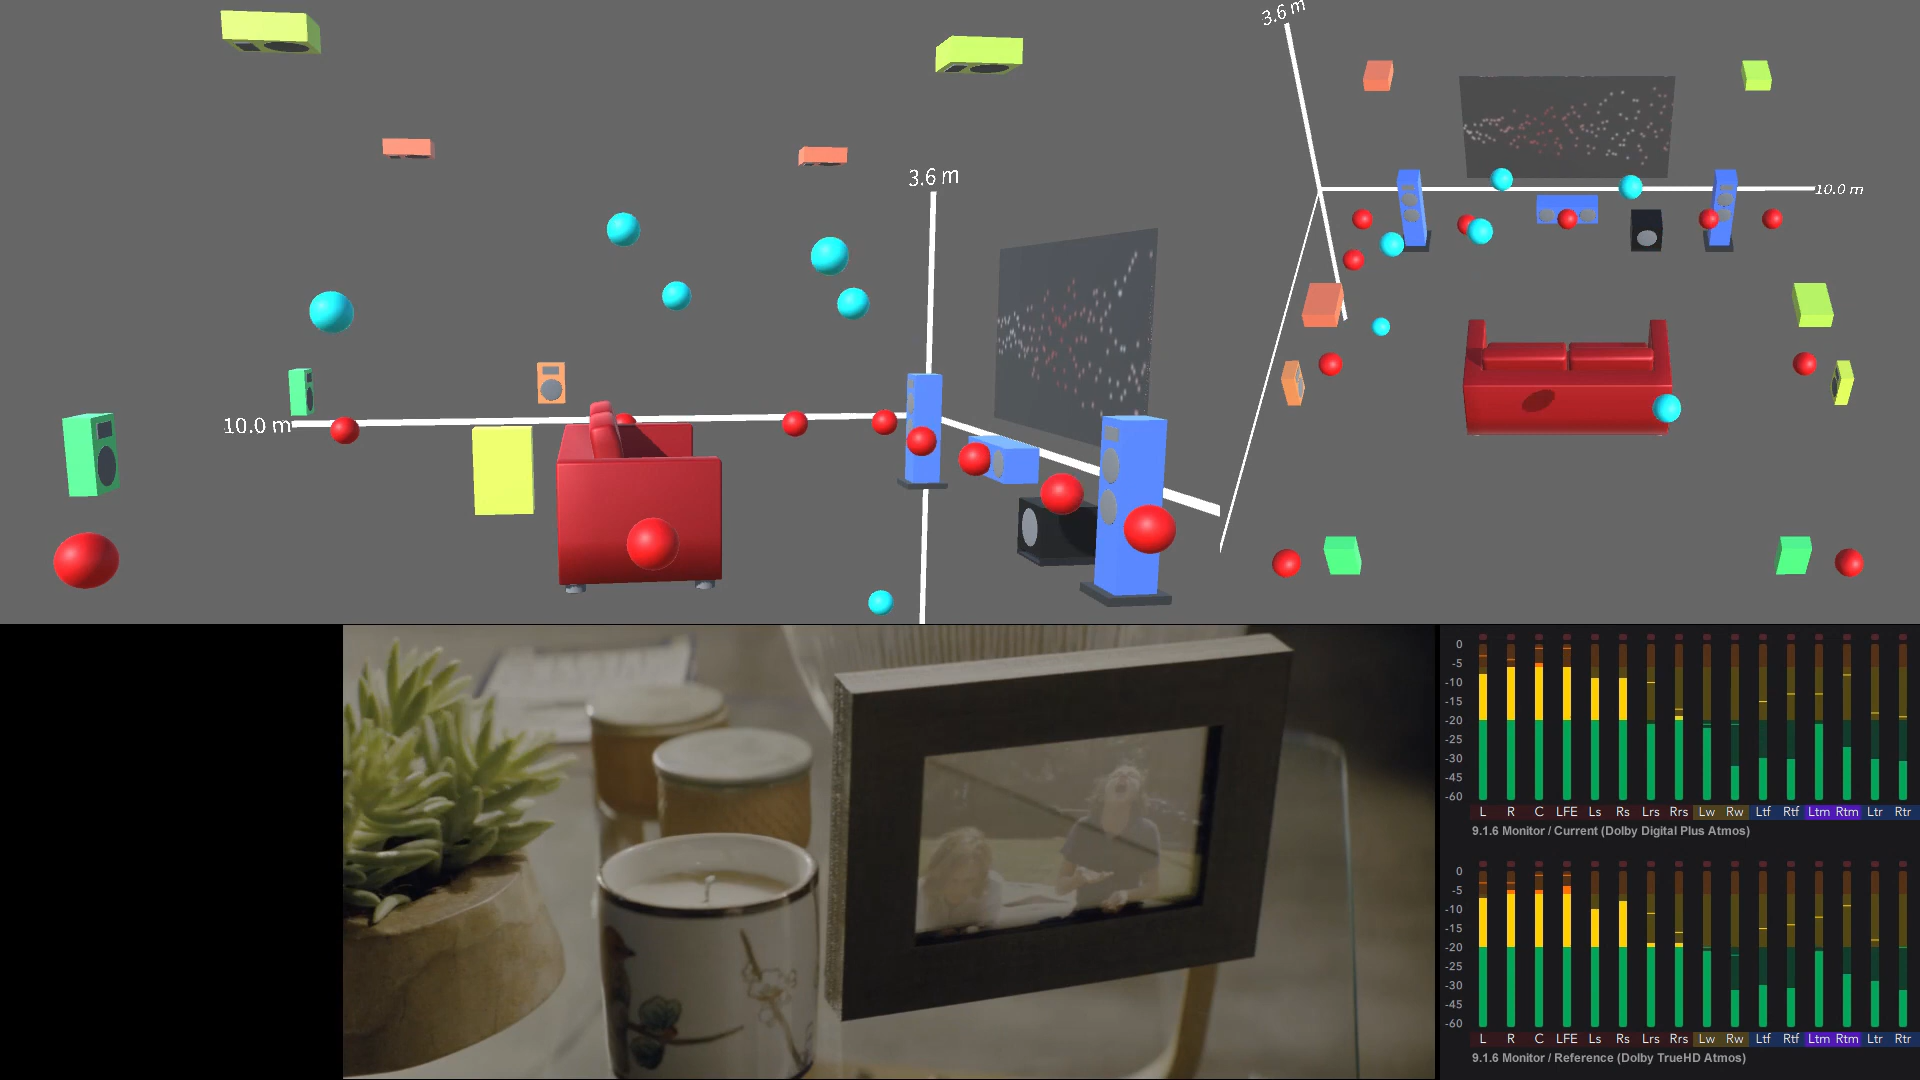 3.6 m
3.6 m
10.0 m
10.0 m
0
-5
-10
-15
-20
-25
-30
-45
-60
L R C LFE Ls Rs Lrs Rrs Lw Rw Ltf Rtf Ltm Rtm Ltr Rtr
9.1.6 Monitor / Current (Dolby Digital Plus Atmos)
0
-5
-10
-15
-20
-25
-30
-45
-60
L R C LFE Ls Rs Lrs Rrs Lw Rw Ltf Rtf Ltm Rtm Ltr Rtr
9.1.6 Monitor / Reference (Dolby TrueHD Atmos)